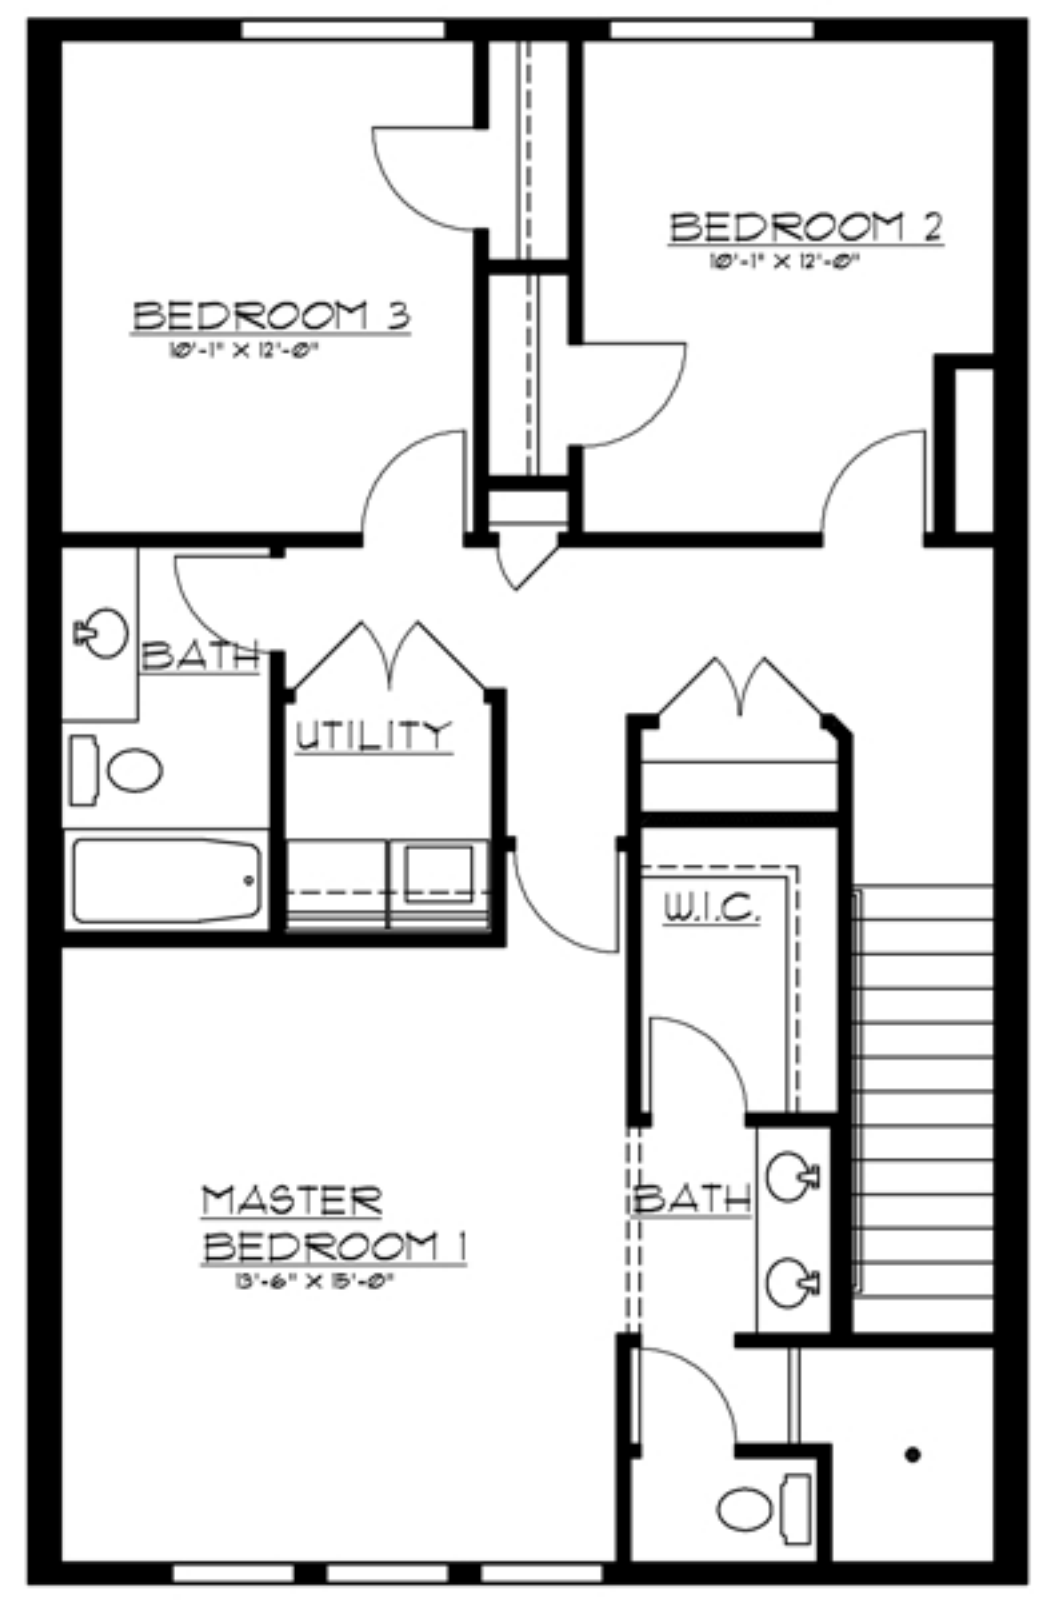 BEDROOM 2
10'-1" X 12'-0"
BEDROOM 3
10'-1" X 12'-0"
BATH
UTILITY
W.I.C.
MASTER
BEDROOM 1
13'-6" X 15'-0"
BATH